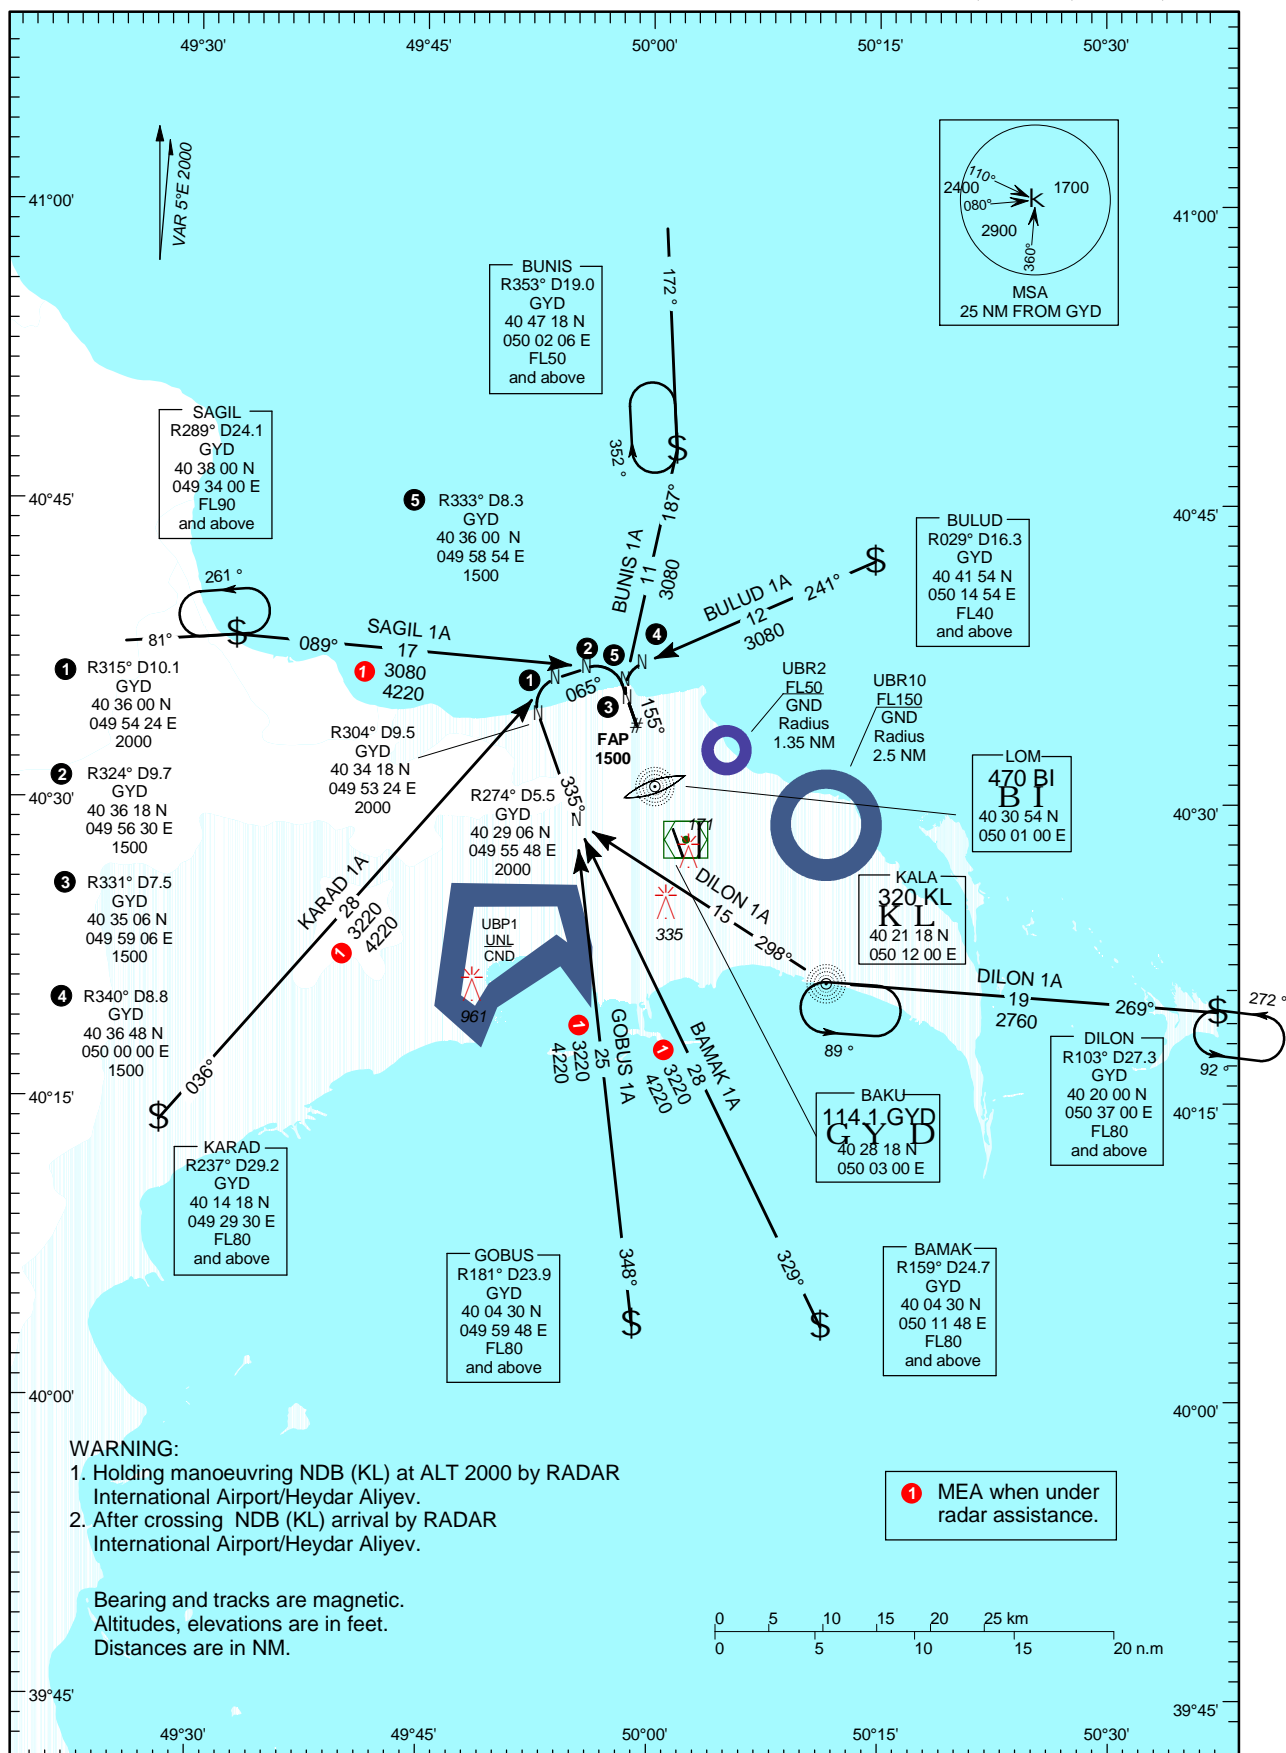 49°30'
49°45'
50°00'
50°15'
50°30'
VAR 5°E 2000
41°00'
41°00'
110°
2400
1700
080°
K
2900
360°
MSA
25 NM FROM GYD
BUNIS
R353° D19.0
GYD
40 47 18 N
050 02 06 E
FL50
and above
172°
352°
$
SAGIL
R289° D24.1
GYD
40 38 00 N
049 34 00 E
FL90
and above
5
R333° D8.3
GYD
40 36 00 N
049 58 54 E
1500
40°45'
40°45'
187°
BUNIS 1A
11
3080
BULUD
R029° D16.3
GYD
40 41 54 N
050 14 54 E
FL40
and above
$
BULUD 1A
241°
12
3080
261°
$
81°
089°
SAGIL 1A
17
1
3080
4220
2
5
4
1
N
N
N
N
N
N
065°
3
155°
FAP
1500
#
1
R315° D10.1
GYD
40 36 00 N
049 54 24 E
2000
R304° D9.5
GYD
40 34 18 N
049 53 24 E
2000
UBR2
FL50
GND
Radius
1.35 NM
UBR10
FL150
GND
Radius
2.5 NM
LOM
470 BI
B I
40 30 54 N
050 01 00 E
2
R324° D9.7
GYD
40 36 18 N
049 56 30 E
1500
40°30'
40°30'
335°
N
R274° D5.5
GYD
40 29 06 N
049 55 48 E
2000
171
3
R331° D7.5
GYD
40 35 06 N
049 59 06 E
1500
KARAD 1A
28
1
3220
4220
UBP1
UNL
CND
961
335
DILON 1A
15
298°
KALA
320 KL
K L
40 21 18 N
050 12 00 E
DILON 1A
19
269°
2760
$
272°
92°
89°
4
R340° D8.8
GYD
40 36 48 N
050 00 00 E
1500
036°
$
1
3220
4220
GOBUS 1A
25
1
3220
4220
BAMAK 1A
28
DILON
R103° D27.3
GYD
40 20 00 N
050 37 00 E
FL80
and above
40°15'
40°15'
BAKU
114.1 GYD
G Y D
40 28 18 N
050 03 00 E
KARAD
R237° D29.2
GYD
40 14 18 N
049 29 30 E
FL80
and above
348°
$
329°
$
GOBUS
R181° D23.9
GYD
40 04 30 N
049 59 48 E
FL80
and above
BAMAK
R159° D24.7
GYD
40 04 30 N
050 11 48 E
FL80
and above
40°00'
40°00'
WARNING:
1. Holding manoeuvring NDB (KL) at ALT 2000 by RADAR
International Airport/Heydar Aliyev.
2. After crossing NDB (KL) arrival by RADAR
International Airport/Heydar Aliyev.
1 MEA when under
radar assistance.
Bearing and tracks are magnetic.
Altitudes, elevations are in feet.
Distances are in NM.
0 5 10 15 20 25 km
0 5 10 15 20 n.m
39°45'
39°45'
49°30'
49°45'
50°00'
50°15'
50°30'